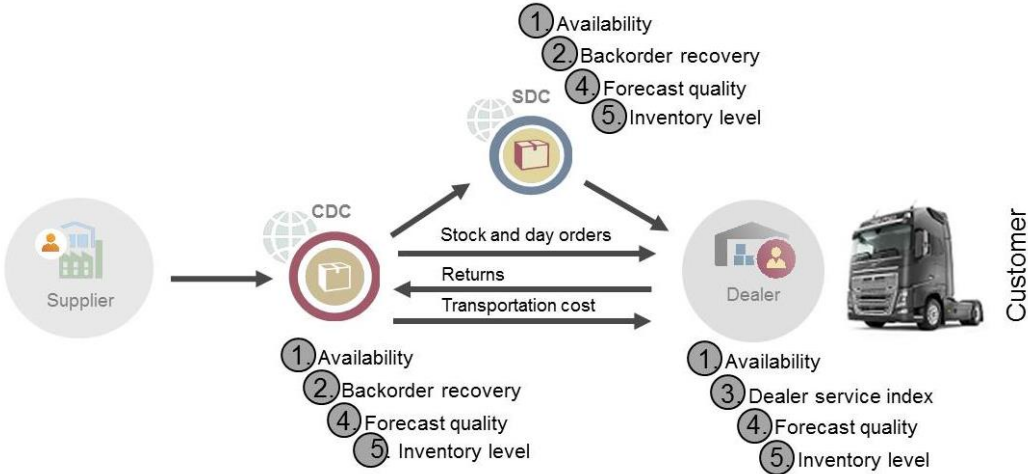 1. Availability
2. Backorder recovery
4. Forecast quality
5. Inventory level
SDC
CDC
Stock and day orders
Returns
Transportation cost
Supplier
Dealer
Customer
1. Availability
2. Backorder recovery
4. Forecast quality
5. Inventory level
1. Availability
3. Dealer service index
4. Forecast quality
5. Inventory level